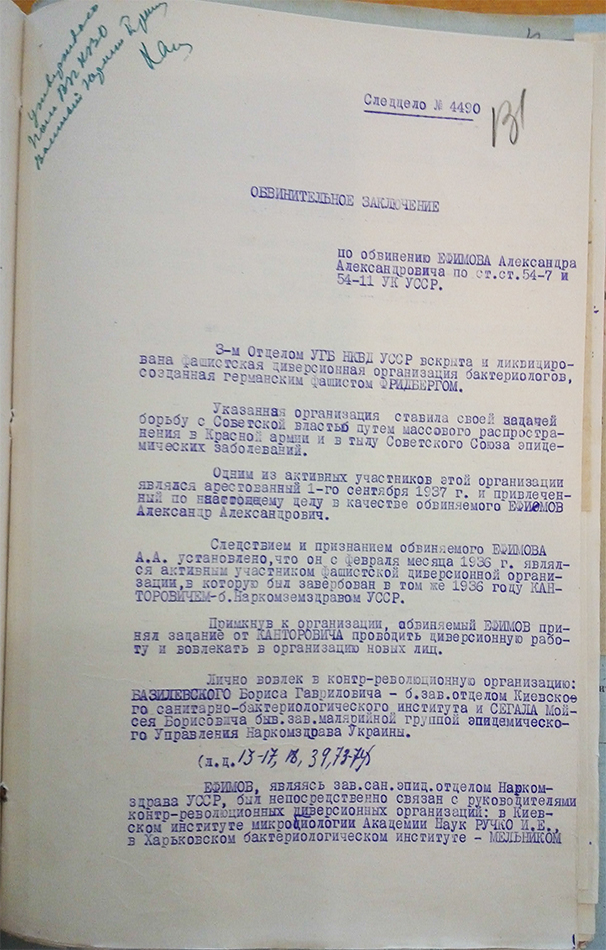 утверждаю
Следдело № 4490
131
ОБВИНИТЕЛЬНОЕ ЗАКЛЮЧЕНИЕ
по обвинению ЕФИМОВА Александра
Александровича по ст.ст.54-7 и
54-11 УК УССР.
3-м Отделом УГБ НКВД УССР вскрыта и ликвидиро-
вана фашистская диверсионная организация бактериологов,
созданная германским фашистом ФРИДБЕРГОМ.
Указанная организация ставила своей задачей
борьбу с Советской властью путем массового распростра-
нения в Красной армии и в тылу Советского Союза эпиде-
мических заболеваний.
Одним из активных участников этой организации
являлся арестованный 1-го сентября 1937 г. и привлечен-
ный по настоящему делу в качестве обвиняемого ЕФИМОВ
Александр Александрович.
Следствием и признанием обвиняемого ЕФИМОВА
А.А. установлено,что он с февраля месяца 1936 г. являл-
ся активным участником фашистской диверсионной органи-
зации,в которую был завербован в том же 1936 году КАН-
ТОРОВИЧЕМ-б.Наркомземздравом УССР.
Примкнув к организации, обвиняемый ЕФИМОВ при-
нял задание от КАНТОРОВИЧА проводить диверсионную рабо-
ту и вовлекать в организацию новых лиц.
Лично вовлек в контр-революционную организацию:
БАЗИЛЕВСКОГО Бориса Гавриловича - б.зав.отделом Киевско
го санитарно-бактериологического института и СЕГАЛА Мой-
сея Борисовича быв.зав.малярийной группой эпидемическо-
го Управления Наркомздрава Украины.
(л.д. 15-17, 18, 39, 73-74)
ЕФИМОВ, являясь зав.сан.эпид.отделом Нарком-
здрава УССР, был непосредственно связан с руководителями
контр-революционных диверсионных организаций: в Киев-
ском институте микробиологии Академии Наук РУЧКО И.Е.,
в Харьковском бактериологическом институте - МЕЛЬНИКОМ